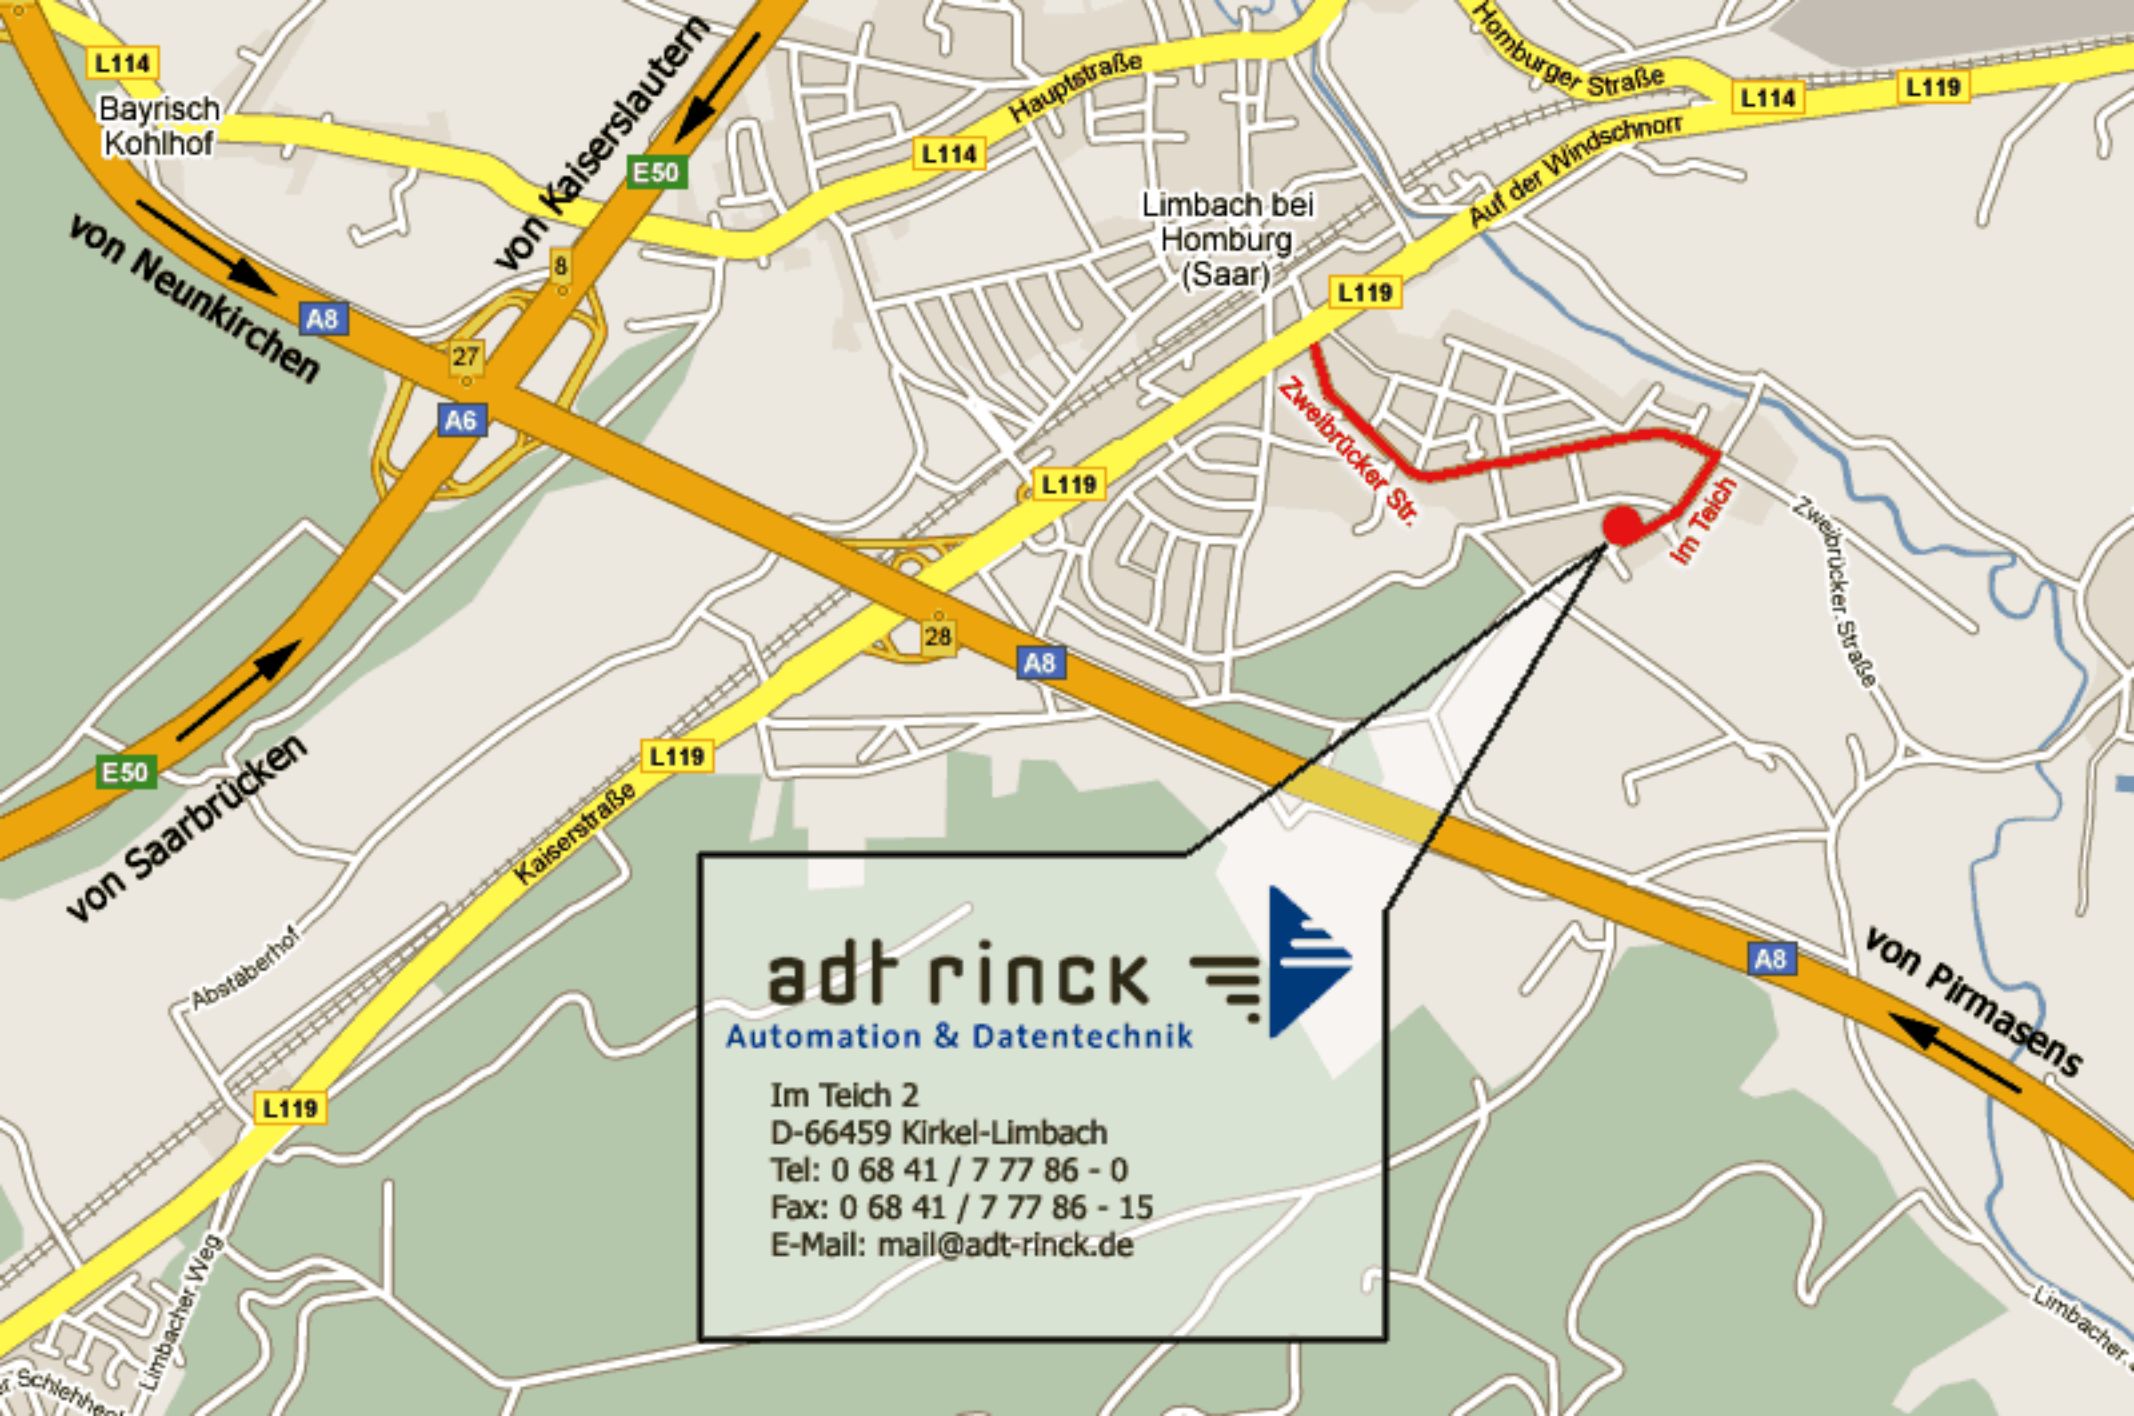 L114
Bayrisch
Kohlhof
von Kaiserslautern
E50
Hauptstraße
L114
Homburger Straße
L114
L119
Auf der Windschnorr
Limbach bei
Homburg
(Saar)
L119
8
von Neunkirchen
A8
27
A6
Zweibrücker Str.
Im Teich
Zweibrücker Straße
L119
28
A8
E50
von Saarbrücken
L119
Kaiserstraße
Abstäberhof
L119
Limbacher Weg
A8
von Pirmasens
Limbacher
adt rinck
Automation & Datentechnik
Im Teich 2
D-66459 Kirkel-Limbach
Tel: 0 68 41 / 7 77 86 - 0
Fax: 0 68 41 / 7 77 86 - 15
E-Mail: mail@adt-rinck.de